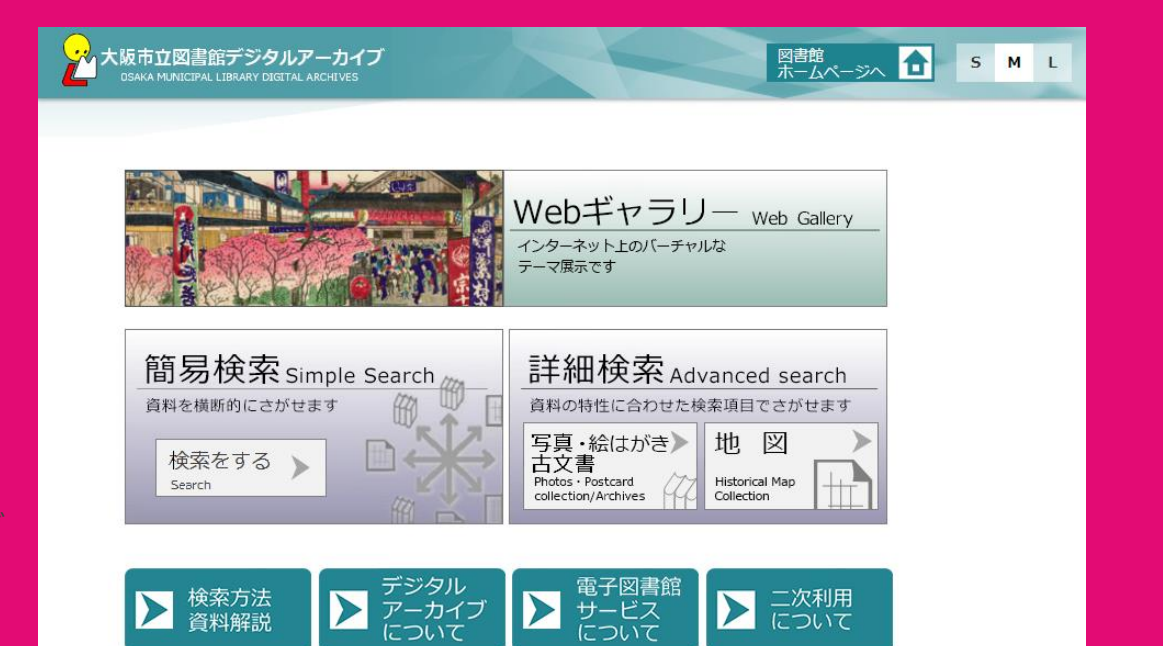 大阪市立図書館デジタルアーカイブ
OSAKA MUNICIPAL LIBRARY DIGITAL ARCHIVES
図書館
ホームページへ
S M L
Webギャラリー Web Gallery
インターネット上のバーチャルな
テーマ展示です
簡易検索 Simple Search
資料を横断的にさがせます
検索をする
Search
詳細検索 Advanced search
資料の特性に合わせた検索項目でさがせます
写真・絵はがき
古文書
Photos・Postcard
collection/Archives
地 図
Historical Map
Collection
検索方法
資料解説
デジタル
アーカイブ
について
電子図書館
サービス
について
二次利用
について